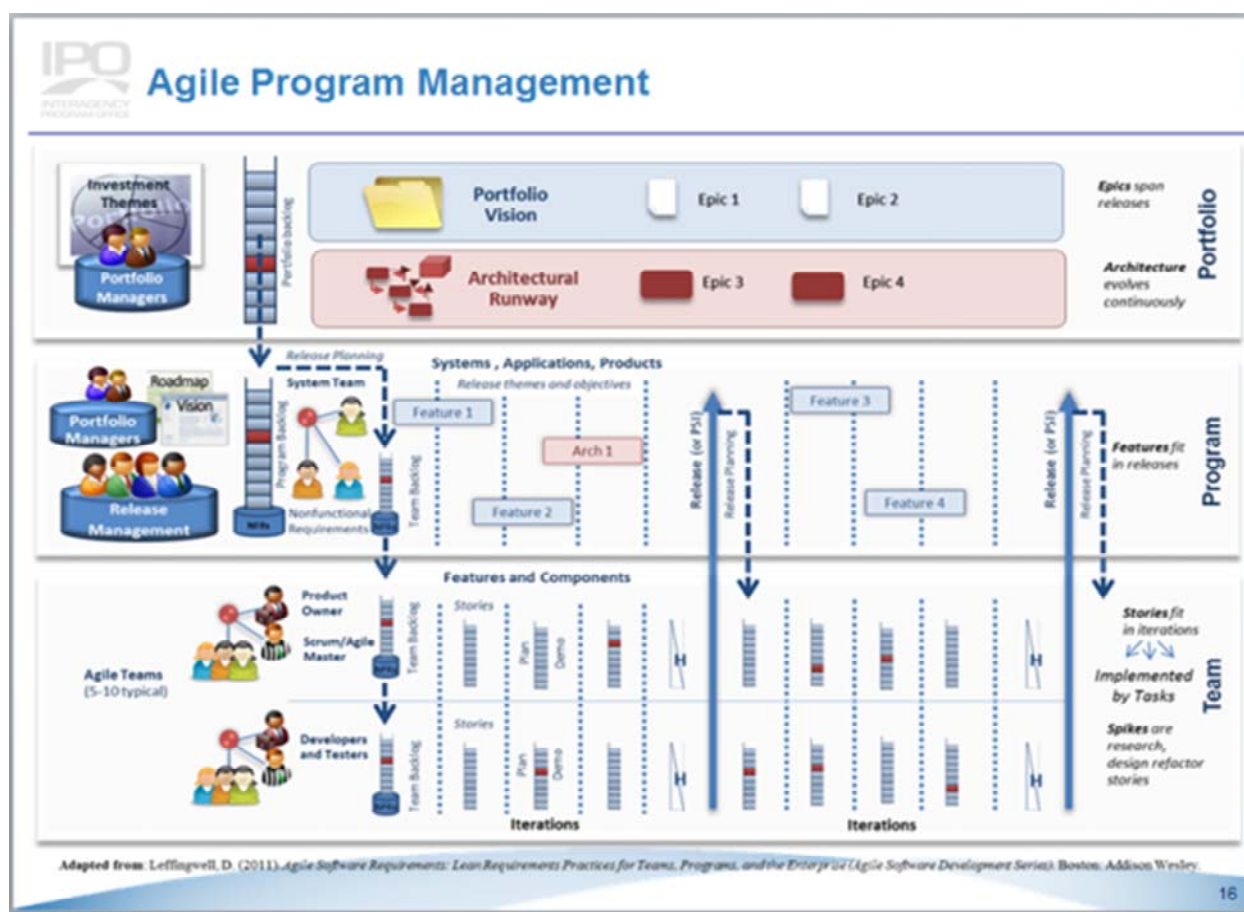 IPO
INTERAGENCY
PROGRAM OFFICE
Agile Program Management
Investment
Themes
Portfolio
Portfolio
Managers
Portfolio backlog
Portfolio
Vision
Epic 1
Epic 2
Epics span
releases
Architectural
Runway
Epic 3
Epic 4
Architecture
evolves
continuously
Portfolio
Portfolio
Managers
Roadmap
Vision
Release
Management
Program Backlog
NFRs
Release Planning
System Team
Nonfunctional
Requirements
Team Backlog
NFRs
Systems , Applications, Products
Release themes and objectives
Feature 1
Arch 1
Feature 2
Release (or PSI)
Release Planning
Feature 3
Feature 4
Release (or PSI)
Release Planning
Features fit
in releases
Program
Features and Components
Agile Teams
(5-10 typical)
Product
Owner
Scrum/Agile
Master
Team Backlog
NFRs
Stories
Plan
Demo
H
H
Developers
and Testers
Team Backlog
NFRs
Stories
Plan
Demo
H
H
Iterations
Iterations
Stories fit
in iterations
Implemented
by Tasks
Spikes are
research,
design refactor
stories
Team
Adapted from: Leffingwell, D. (2011). Agile Software Requirements: Lean Requirements Practices for Teams, Programs, and the Enterprise (Agile Software Development Series). Boston: Addison Wesley.
16